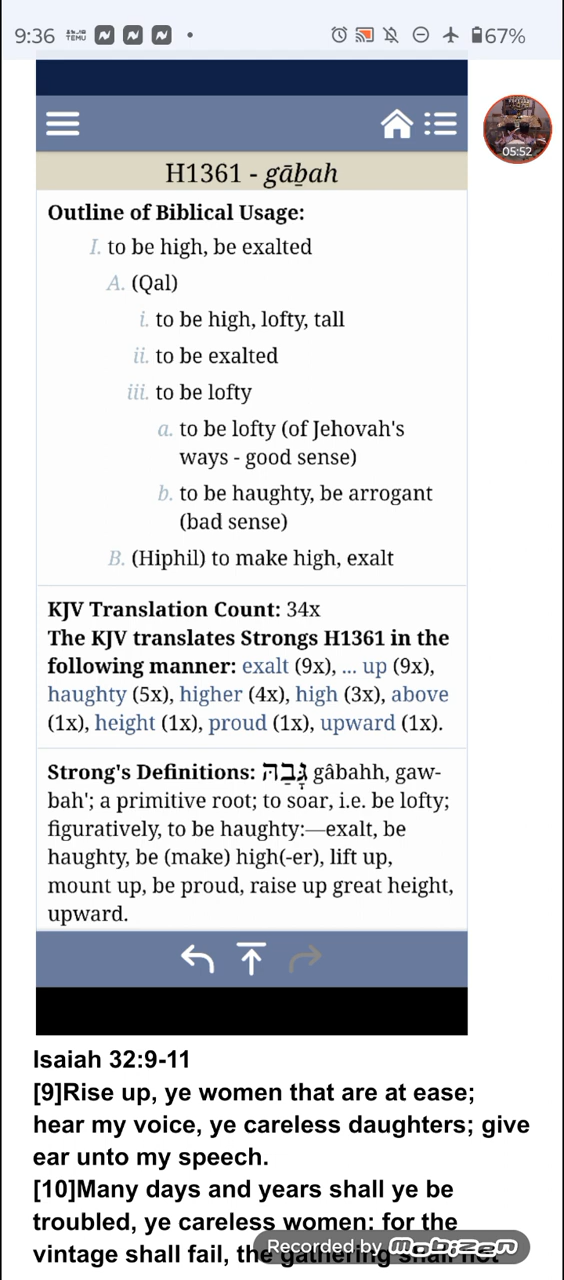 9:36 TEMU 67%
05:52
H1361 - gāḇah
Outline of Biblical Usage:
I. to be high, be exalted
A. (Qal)
i. to be high, lofty, tall
ii. to be exalted
iii. to be lofty
a. to be lofty (of Jehovah's
ways - good sense)
b. to be haughty, be arrogant
(bad sense)
B. (Hiphil) to make high, exalt
KJV Translation Count: 34x
The KJV translates Strongs H1361 in the
following manner: exalt (9x), ... up (9x),
haughty (5x), higher (4x), high (3x), above
(1x), height (1x), proud (1x), upward (1x).
Strong's Definitions: גָּבַהּ gâbahh, gaw-
bah'; a primitive root; to soar, i.e. be lofty;
figuratively, to be haughty:—exalt, be
haughty, be (make) high(-er), lift up,
mount up, be proud, raise up great height,
upward.
Isaiah 32:9-11
[9]Rise up, ye women that are at ease;
hear my voice, ye careless daughters; give
ear unto my speech.
[10]Many days and years shall ye be
troubled, ye careless women: for the
vintage shall fail, the gathering shall not
Recorded by mobizen